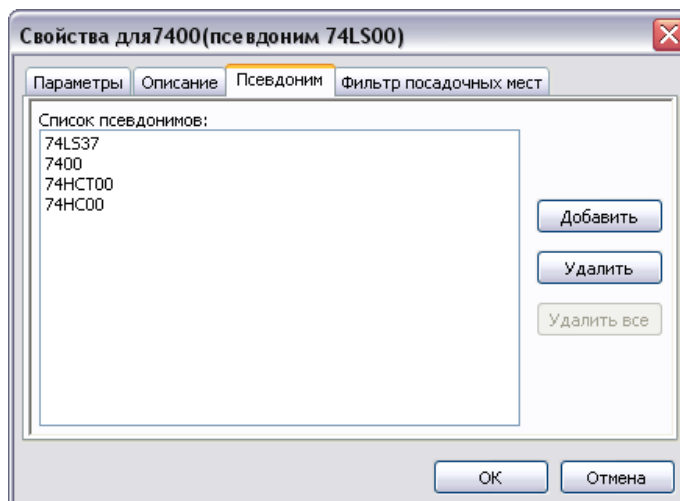 Свойства для7400(псевдоним 74LS00)
Параметры Описание Псевдоним Фильтр посадочных мест
Список псевдонимов:
74LS37
7400
74HCT00
74HC00
Добавить
Удалить
Удалить все
OK Отмена